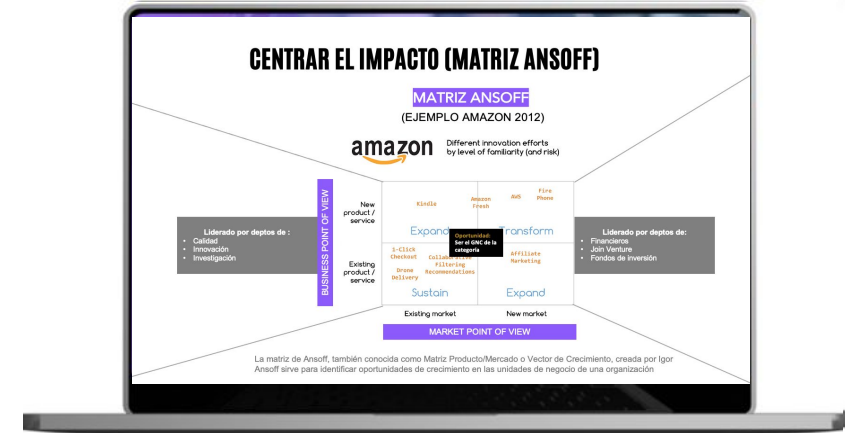 CENTRAR EL IMPACTO (MATRIZ ANSOFF)
MATRIZ ANSOFF
(EJEMPLO AMAZON 2012)
amazon
Different innovation efforts
by level of familiarity (and risk)
BUSINESS POINT OF VIEW
New
product /
service
Kindla
Amazon
Fresh
AWS
Fire
Phone
Expand
Transform
Oportunidad:
Ser el GNC de la
categoría
Liderado por deptos de :
• Calidad
• Innovación
• Investigación
Existing
product /
service
1-Click
Checkout
Collaborative
Filtering
Recommendations
Drone
Delivery
Affiliate
Marketing
Sustain
Expand
Liderado por deptos de:
• Financieros
• Join Venture
• Fondos de inversión
Existing market
New market
MARKET POINT OF VIEW
La matriz de Ansoff, también conocida como Matriz Producto/Mercado o Vector de Crecimiento, creada por Igor
Ansoff sirve para identificar oportunidades de crecimiento en las unidades de negocio de una organización